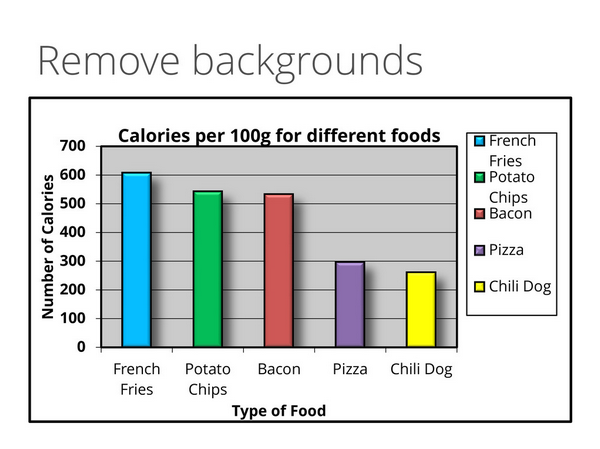 Remove backgrounds
Calories per 100g for different foods
700
600
500
400
300
200
100
0
Number of Calories
French
Fries
Potato
Chips
Bacon
Pizza
Chili Dog
Type of Food
French
Fries
Potato
Chips
Bacon
Pizza
Chili Dog